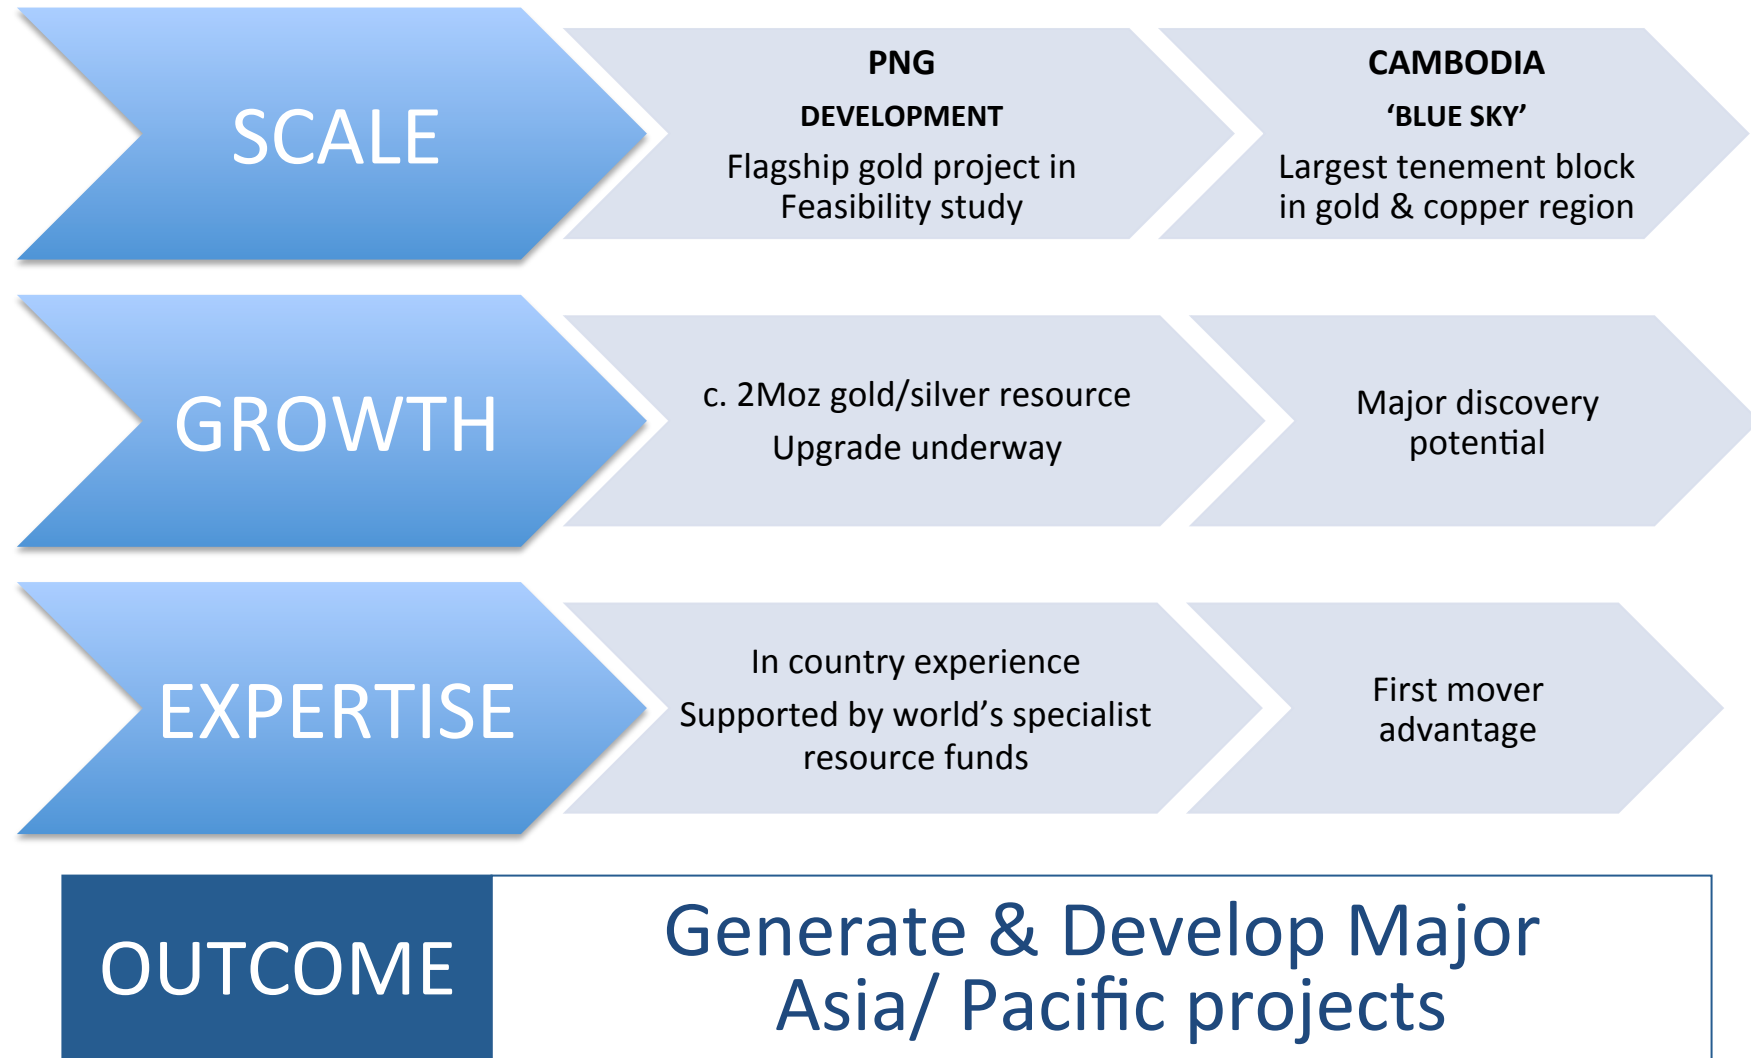 SCALE
PNG
DEVELOPMENT
Flagship gold project in
Feasibility study
CAMBODIA
‘BLUE SKY’
Largest tenement block
in gold & copper region
GROWTH
c. 2Moz gold/silver resource
Upgrade underway
Major discovery
potential
EXPERTISE
In country experience
Supported by world’s specialist
resource funds
First mover
advantage
OUTCOME
Generate & Develop Major
Asia/ Pacific projects